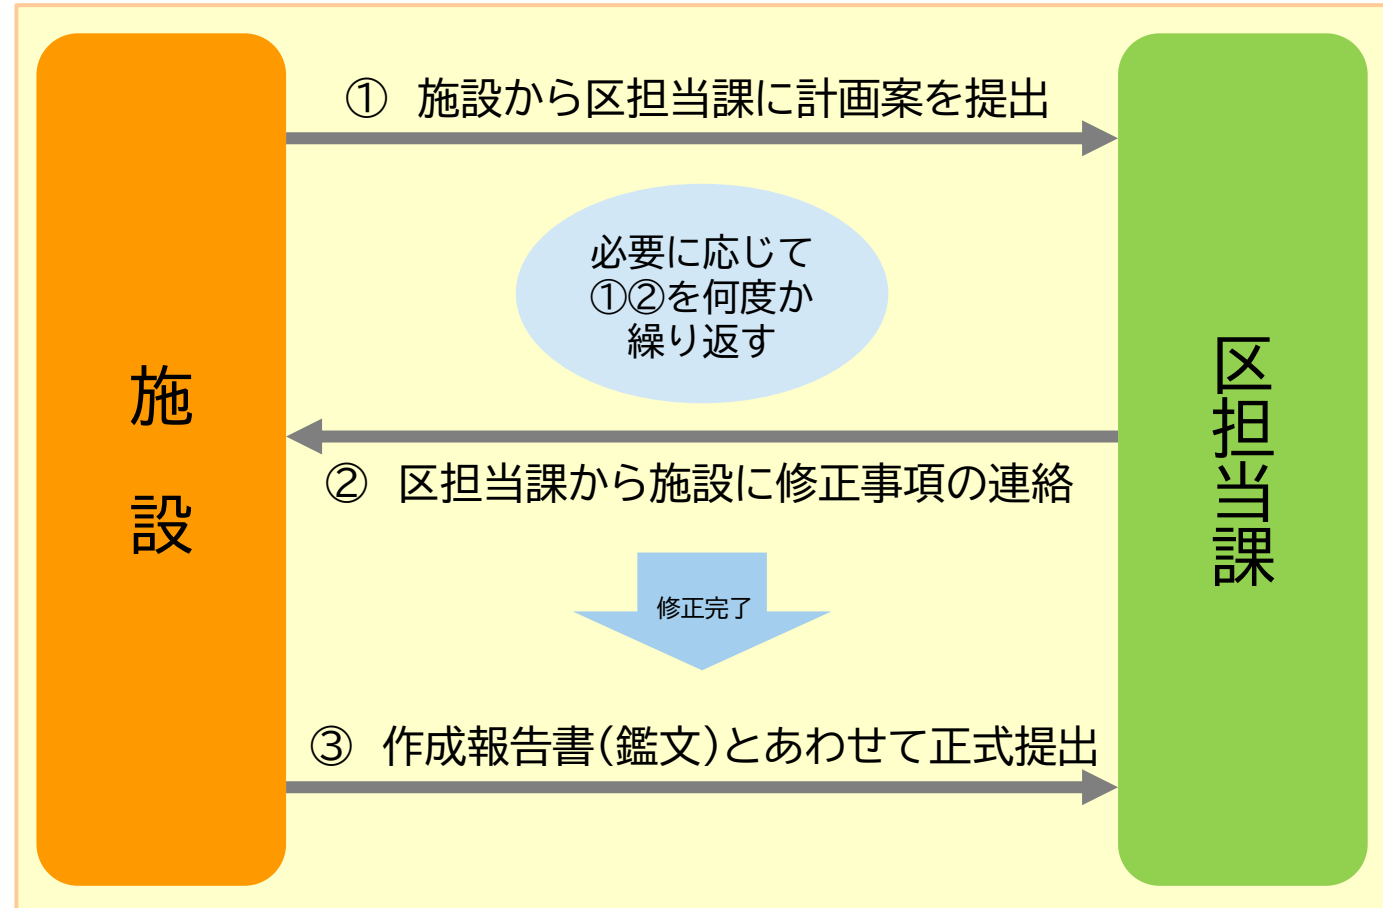 ① 施設から区担当課に計画案を提出
必要に応じて
①②を何度か
繰り返す
施設
区担当課
② 区担当課から施設に修正事項の連絡
修正完了
③ 作成報告書(鑑文)とあわせて正式提出